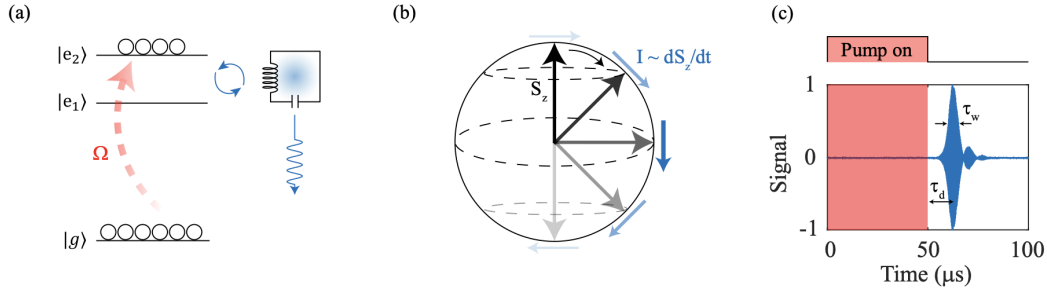 (a)
|e₂⟩
|e₁⟩
Ω
|g⟩
(b)
I ~ dS_z/dt
S_z
(c)
Pump on
Signal
1
0
-1
τ_w
τ_d
0
50
100
Time (μs)